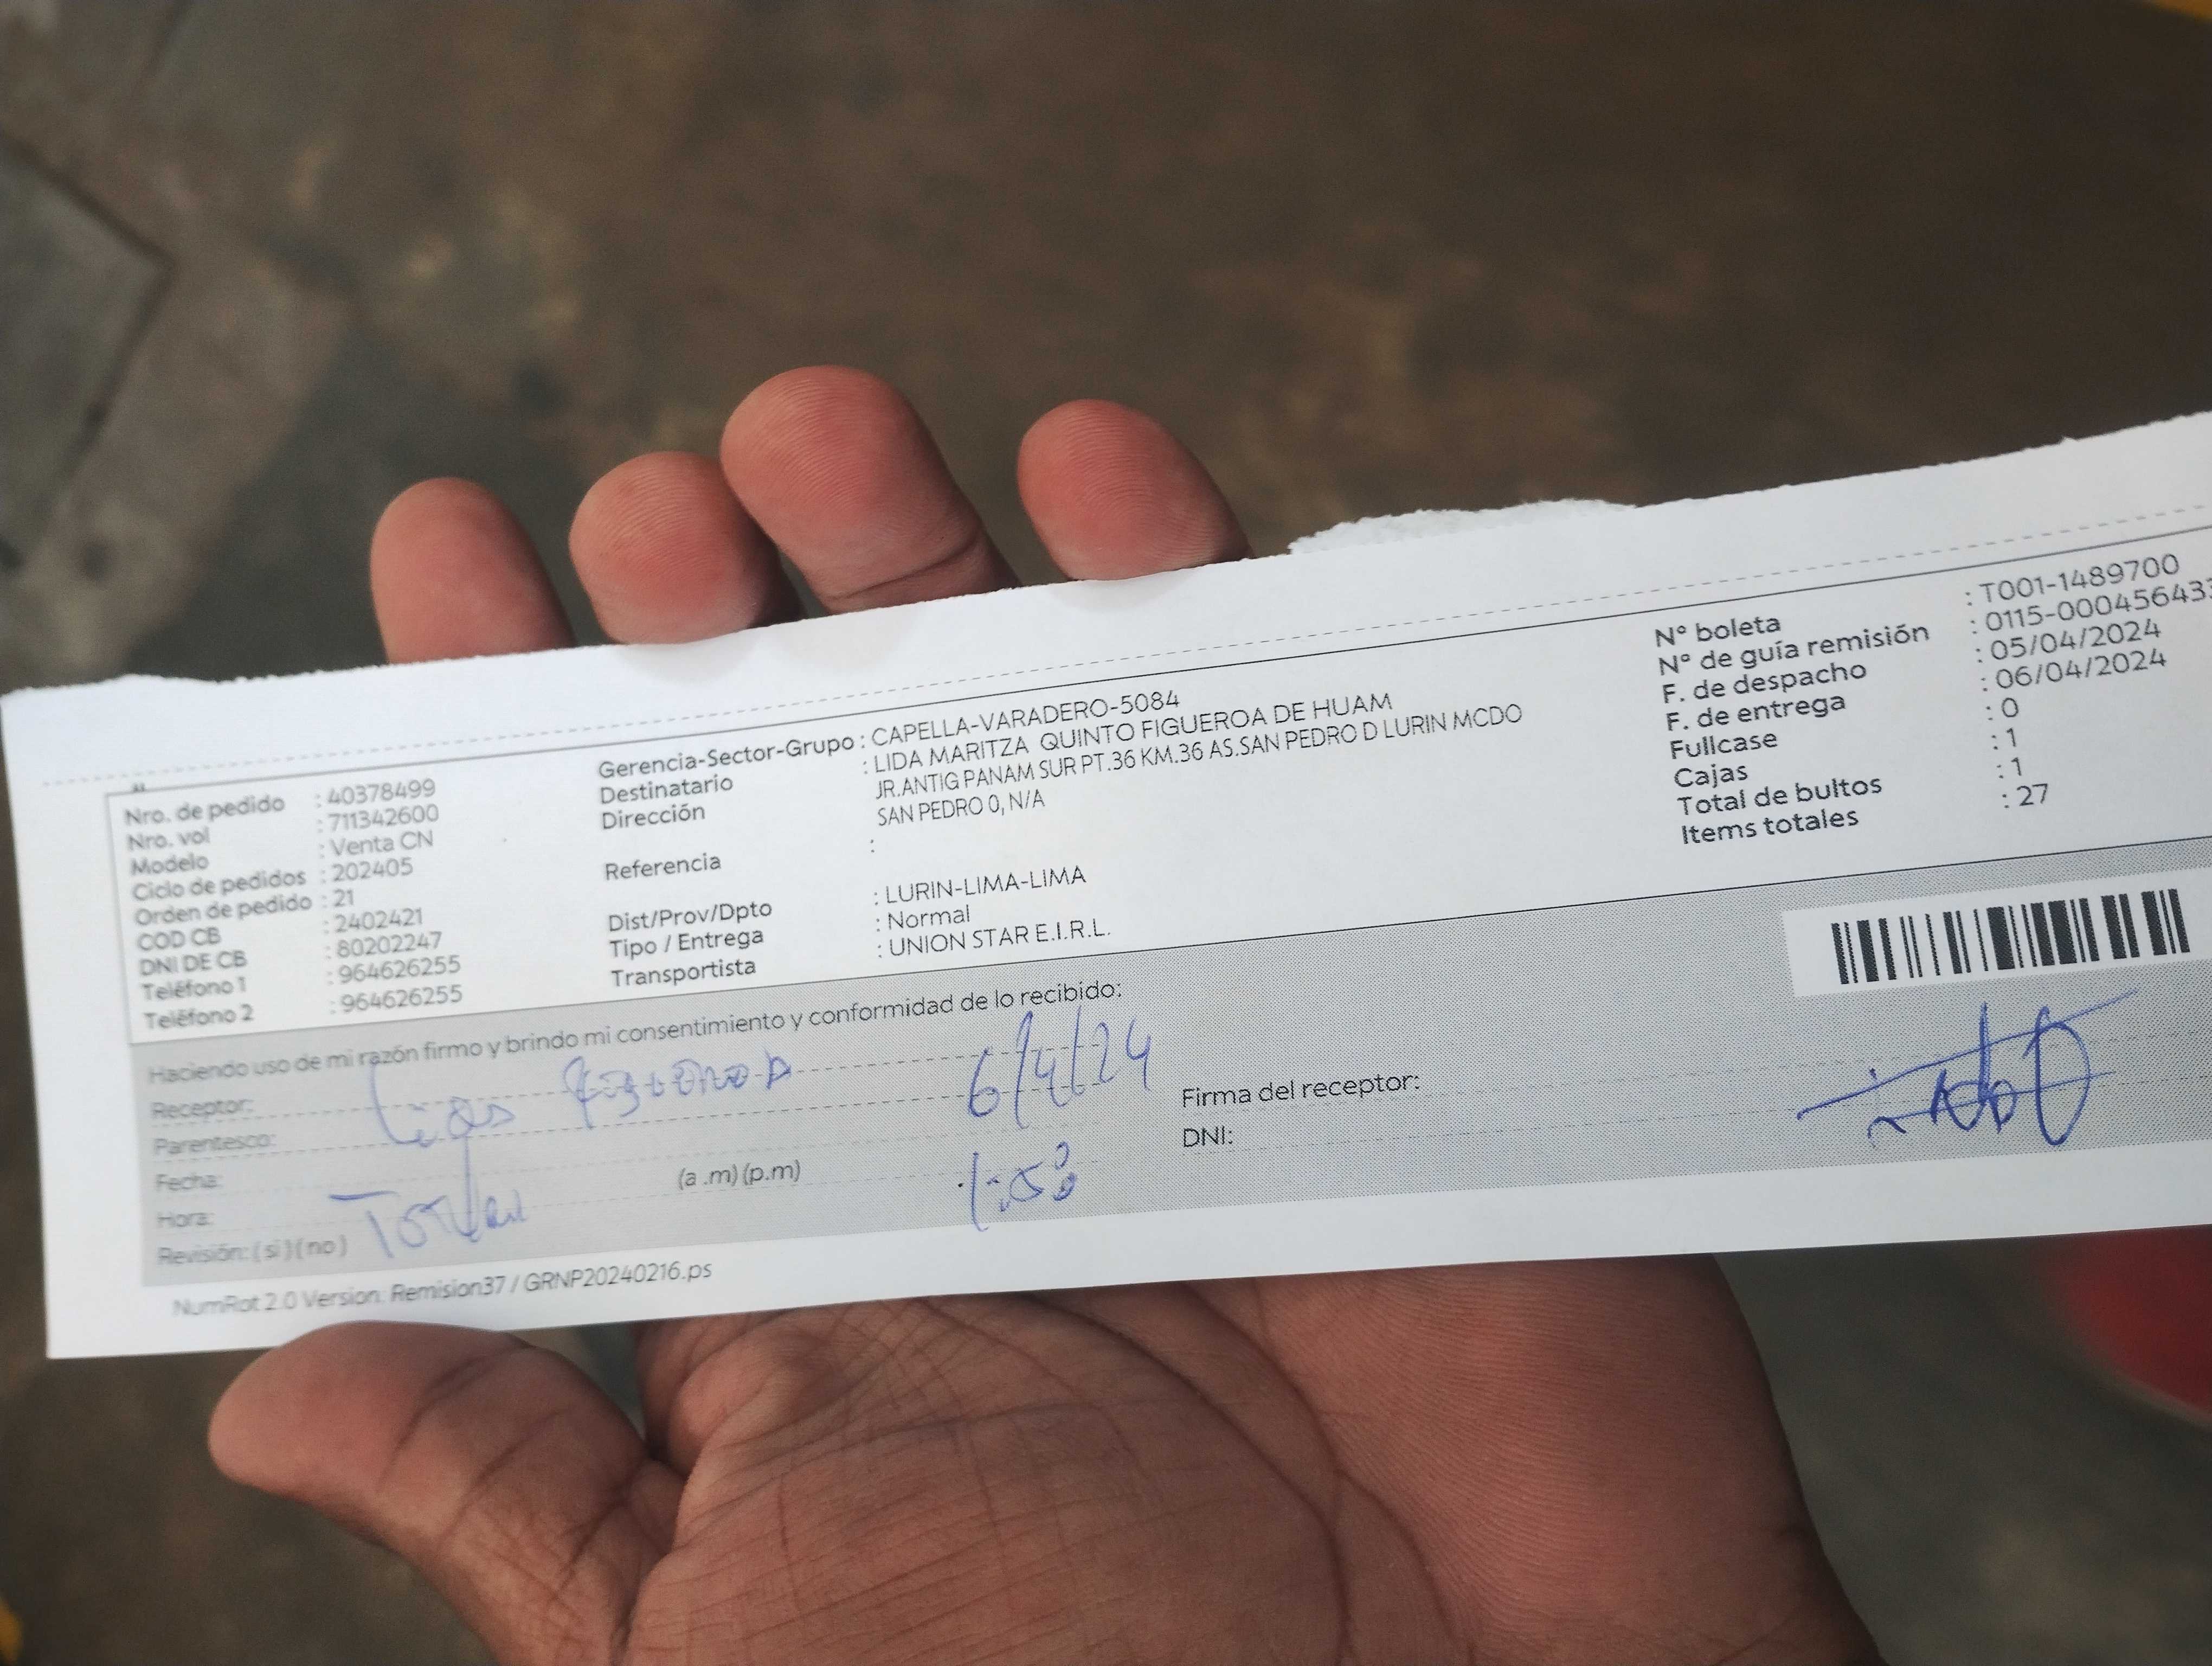 Nro. de pedido : 40378499
Nro. vol : 711342600
Modelo : Venta CN
Ciclo de pedidos : 202405
Orden de pedido : 21
COD CB : 2402421
DNI DE CB : 80202247
Teléfono 1 : 964626255
Teléfono 2 : 964626255
Gerencia-Sector-Grupo : CAPELLA-VARADERO-5084
Destinatario : LIDA MARITZA QUINTO FIGUEROA DE HUAM
Dirección JR.ANTIG PANAM SUR PT.36 KM.36 AS.SAN PEDRO D LURIN MCDO
SAN PEDRO 0, N/A
Referencia :
Dist/Prov/Dpto : LURIN-LIMA-LIMA
Tipo / Entrega : Normal
Transportista : UNION STAR E.I.R.L.
N° boleta : T001-1489700
N° de guía remisión : 0115-000456433
F. de despacho : 05/04/2024
F. de entrega : 06/04/2024
Fullcase : 0
Cajas : 1
Total de bultos : 1
Items totales : 27
Haciendo uso de mi razón firmo y brindo mi consentimiento y conformidad de lo recibido:
Receptor:
Parentesco: 6/4/24
Fecha:
Hora: (a .m) (p.m)
Revisión: ( si ) ( no )
Firma del receptor:
DNI:
NumRot 2.0 Version: Remision37 / GRNP20240216.ps